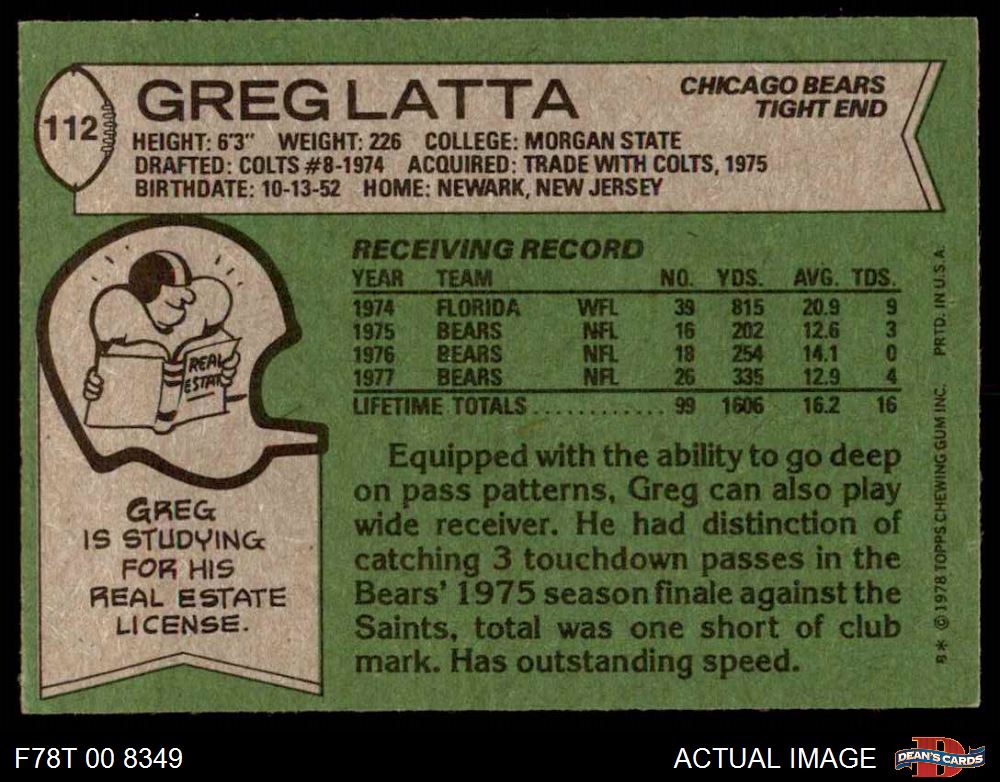 112
GREG LATTA
CHICAGO BEARS
TIGHT END
HEIGHT: 6'3" WEIGHT: 226 COLLEGE: MORGAN STATE
DRAFTED: COLTS #8-1974 ACQUIRED: TRADE WITH COLTS, 1975
BIRTHDATE: 10-13-52 HOME: NEWARK, NEW JERSEY
REAL
ESTATE
GREG
IS STUDYING
FOR HIS
REAL ESTATE
LICENSE.
RECEIVING RECORD
YEAR TEAM NO. YDS. AVG. TDS.
1974 FLORIDA WFL 39 815 20.9 9
1975 BEARS NFL 16 202 12.6 3
1976 BEARS NFL 18 254 14.1 0
1977 BEARS NFL 26 335 12.9 4
LIFETIME TOTALS............ 99 1606 16.2 16
Equipped with the ability to go deep
on pass patterns, Greg can also play
wide receiver. He had distinction of
catching 3 touchdown passes in the
Bears' 1975 season finale against the
Saints, total was one short of club
mark. Has outstanding speed.
B* © 1978 TOPPS CHEWING GUM INC. PRTD. IN U.S.A.
F78T 00 8349
ACTUAL IMAGE
D
DEAN'S CARDS